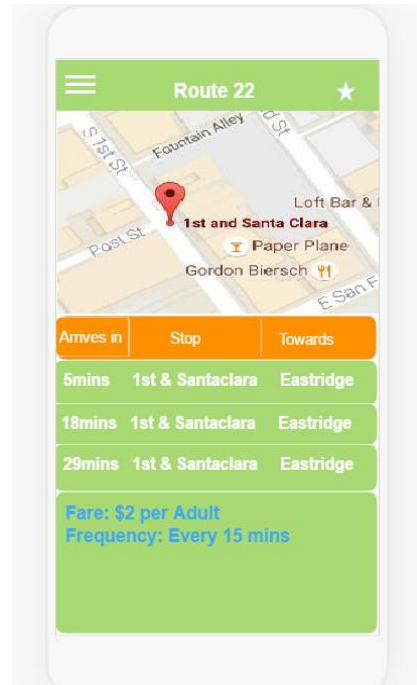 Route 22
Fountain Alley
S 1st St
St
Loft Bar &
1st and Santa Clara
Post St
Paper Plane
Gordon Biersch
E San F
Arrives in Stop Towards
5mins 1st & Santaclara Eastridge
18mins 1st & Santaclara Eastridge
29mins 1st & Santaclara Eastridge
Fare: $2 per Adult
Frequency: Every 15 mins